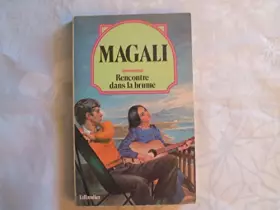 MAGALI
Rencontre
dans la brume
Tallandier